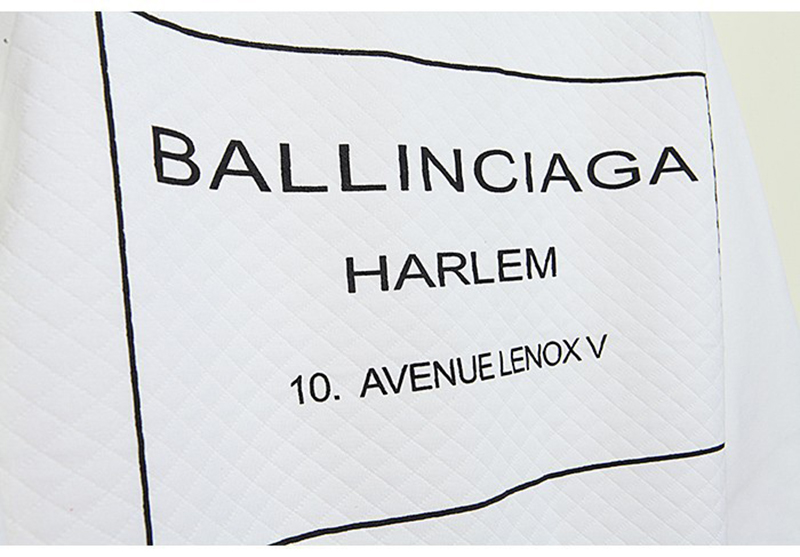 BALLINCIAGA
HARLEM
10. AVENUE LENOX V